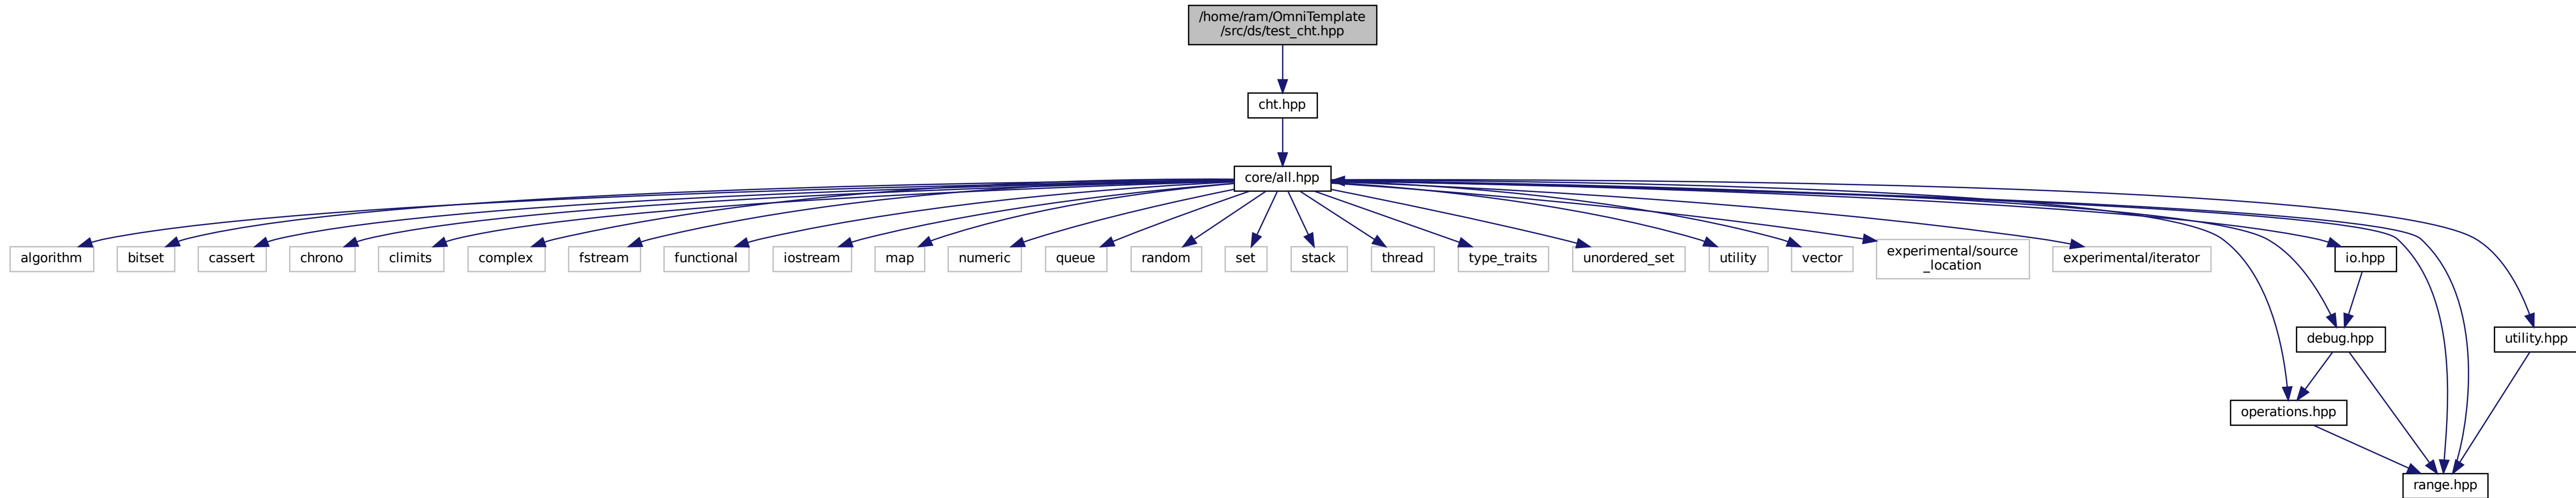 /home/ram/OmniTemplate
/src/ds/test_cht.hpp
cht.hpp
core/all.hpp
algorithm
bitset
cassert
chrono
climits
complex
fstream
functional
iostream
map
numeric
queue
random
set
stack
thread
type_traits
unordered_set
utility
vector
experimental/source
_location
experimental/iterator
io.hpp
debug.hpp
utility.hpp
operations.hpp
range.hpp